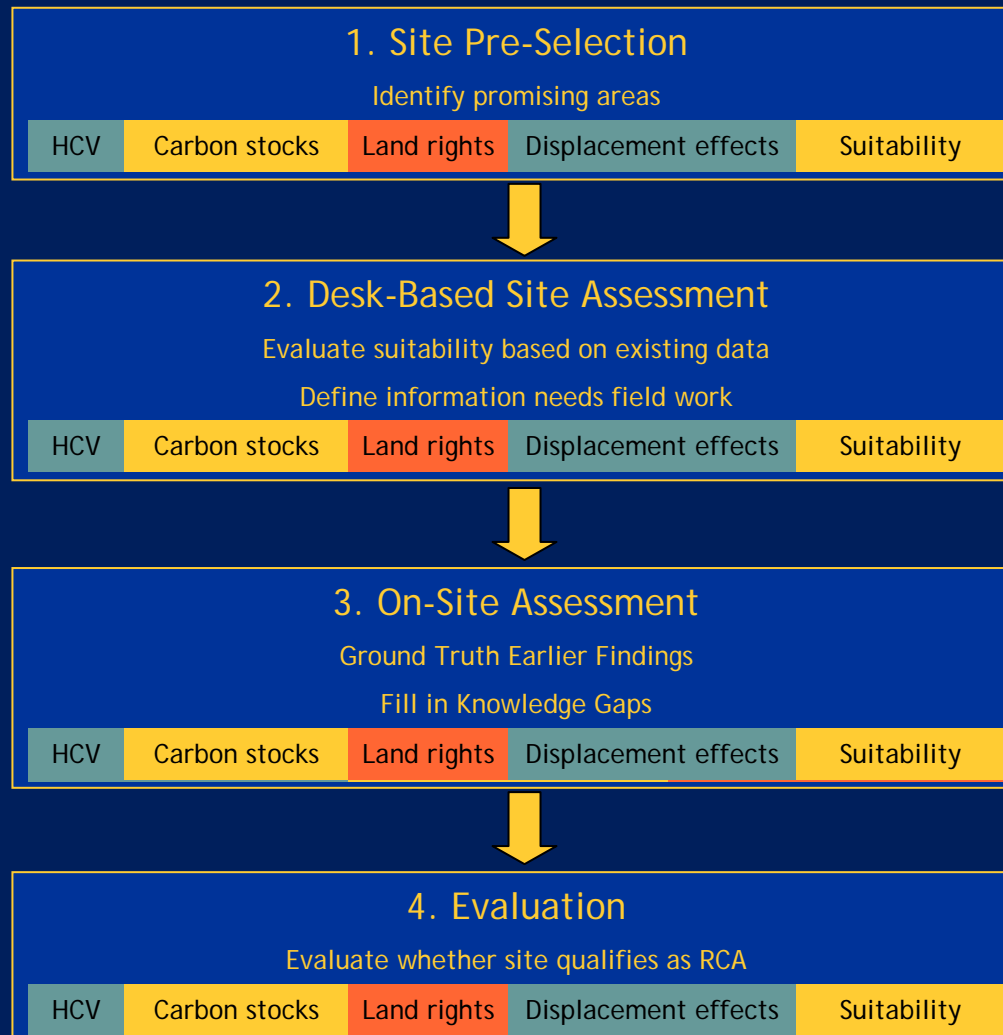 1. Site Pre-Selection
Identify promising areas
HCV Carbon stocks Land rights Displacement effects Suitability
2. Desk-Based Site Assessment
Evaluate suitability based on existing data
Define information needs field work
HCV Carbon stocks Land rights Displacement effects Suitability
3. On-Site Assessment
Ground Truth Earlier Findings
Fill in Knowledge Gaps
HCV Carbon stocks Land rights Displacement effects Suitability
4. Evaluation
Evaluate whether site qualifies as RCA
HCV Carbon stocks Land rights Displacement effects Suitability